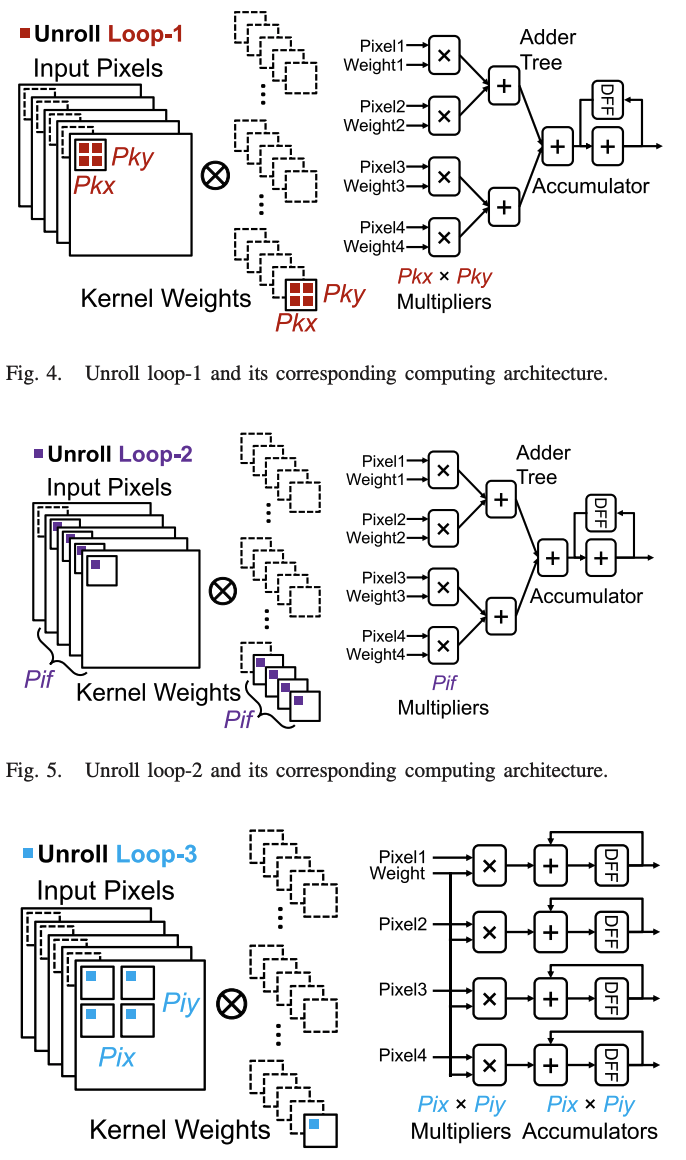 Unroll Loop-1
Input Pixels
Pky
Pkx
Kernel Weights
Pky
Pkx
Pixel1
Weight1
Pixel2
Weight2
Pixel3
Weight3
Pixel4
Weight4
×
×
×
×
+
+
+
+
Adder
Tree
DFF
Accumulator
Pkx × Pky
Multipliers
Fig. 4. Unroll loop-1 and its corresponding computing architecture.
Unroll Loop-2
Input Pixels
Pif
Kernel Weights
Pif
Pixel1
Weight1
Pixel2
Weight2
Pixel3
Weight3
Pixel4
Weight4
×
×
×
×
+
+
+
+
Adder
Tree
DFF
Accumulator
Pif
Multipliers
Fig. 5. Unroll loop-2 and its corresponding computing architecture.
Unroll Loop-3
Input Pixels
Piy
Pix
Kernel Weights
Pixel1
Weight
Pixel2
Pixel3
Pixel4
×
×
×
×
+
+
+
+
DFF
DFF
DFF
DFF
Pix × Piy
Multipliers
Pix × Piy
Accumulators